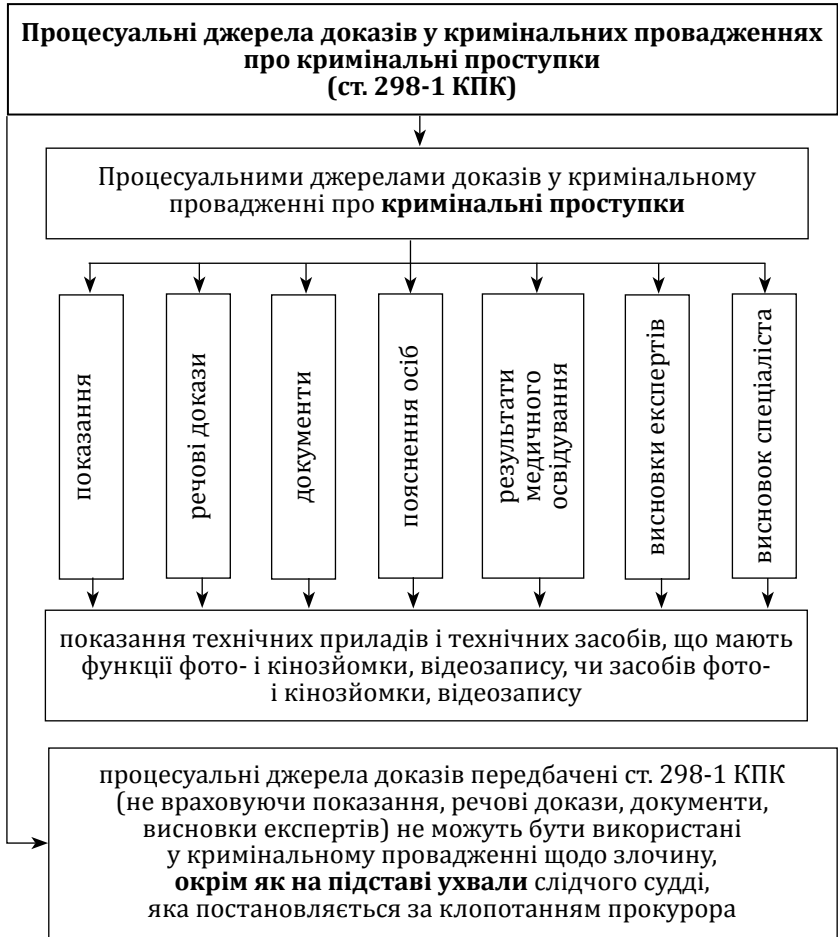 Процесуальні джерела доказів у кримінальних провадженнях
про кримінальні проступки
(ст. 298-1 КПК)
Процесуальними джерелами доказів у кримінальному
провадженні про кримінальні проступки
показання
речові докази
документи
пояснення осіб
результати
медичного
освідування
висновки експертів
висновок спеціаліста
показання технічних приладів і технічних засобів, що мають
функції фото- і кінозйомки, відеозапису, чи засобів фото-
і кінозйомки, відеозапису
процесуальні джерела доказів передбачені ст. 298-1 КПК
(не враховуючи показання, речові докази, документи,
висновки експертів) не можуть бути використані
у кримінальному провадженні щодо злочину,
окрім як на підставі ухвали слідчого судді,
яка постановляється за клопотанням прокурора